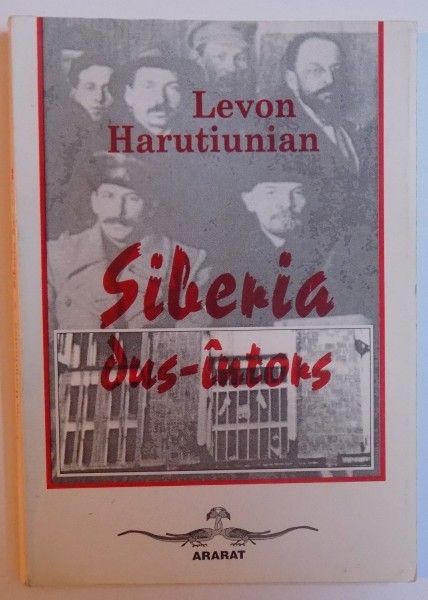 Levon
Harutiunian
Siberia
dus-întors
ARARAT